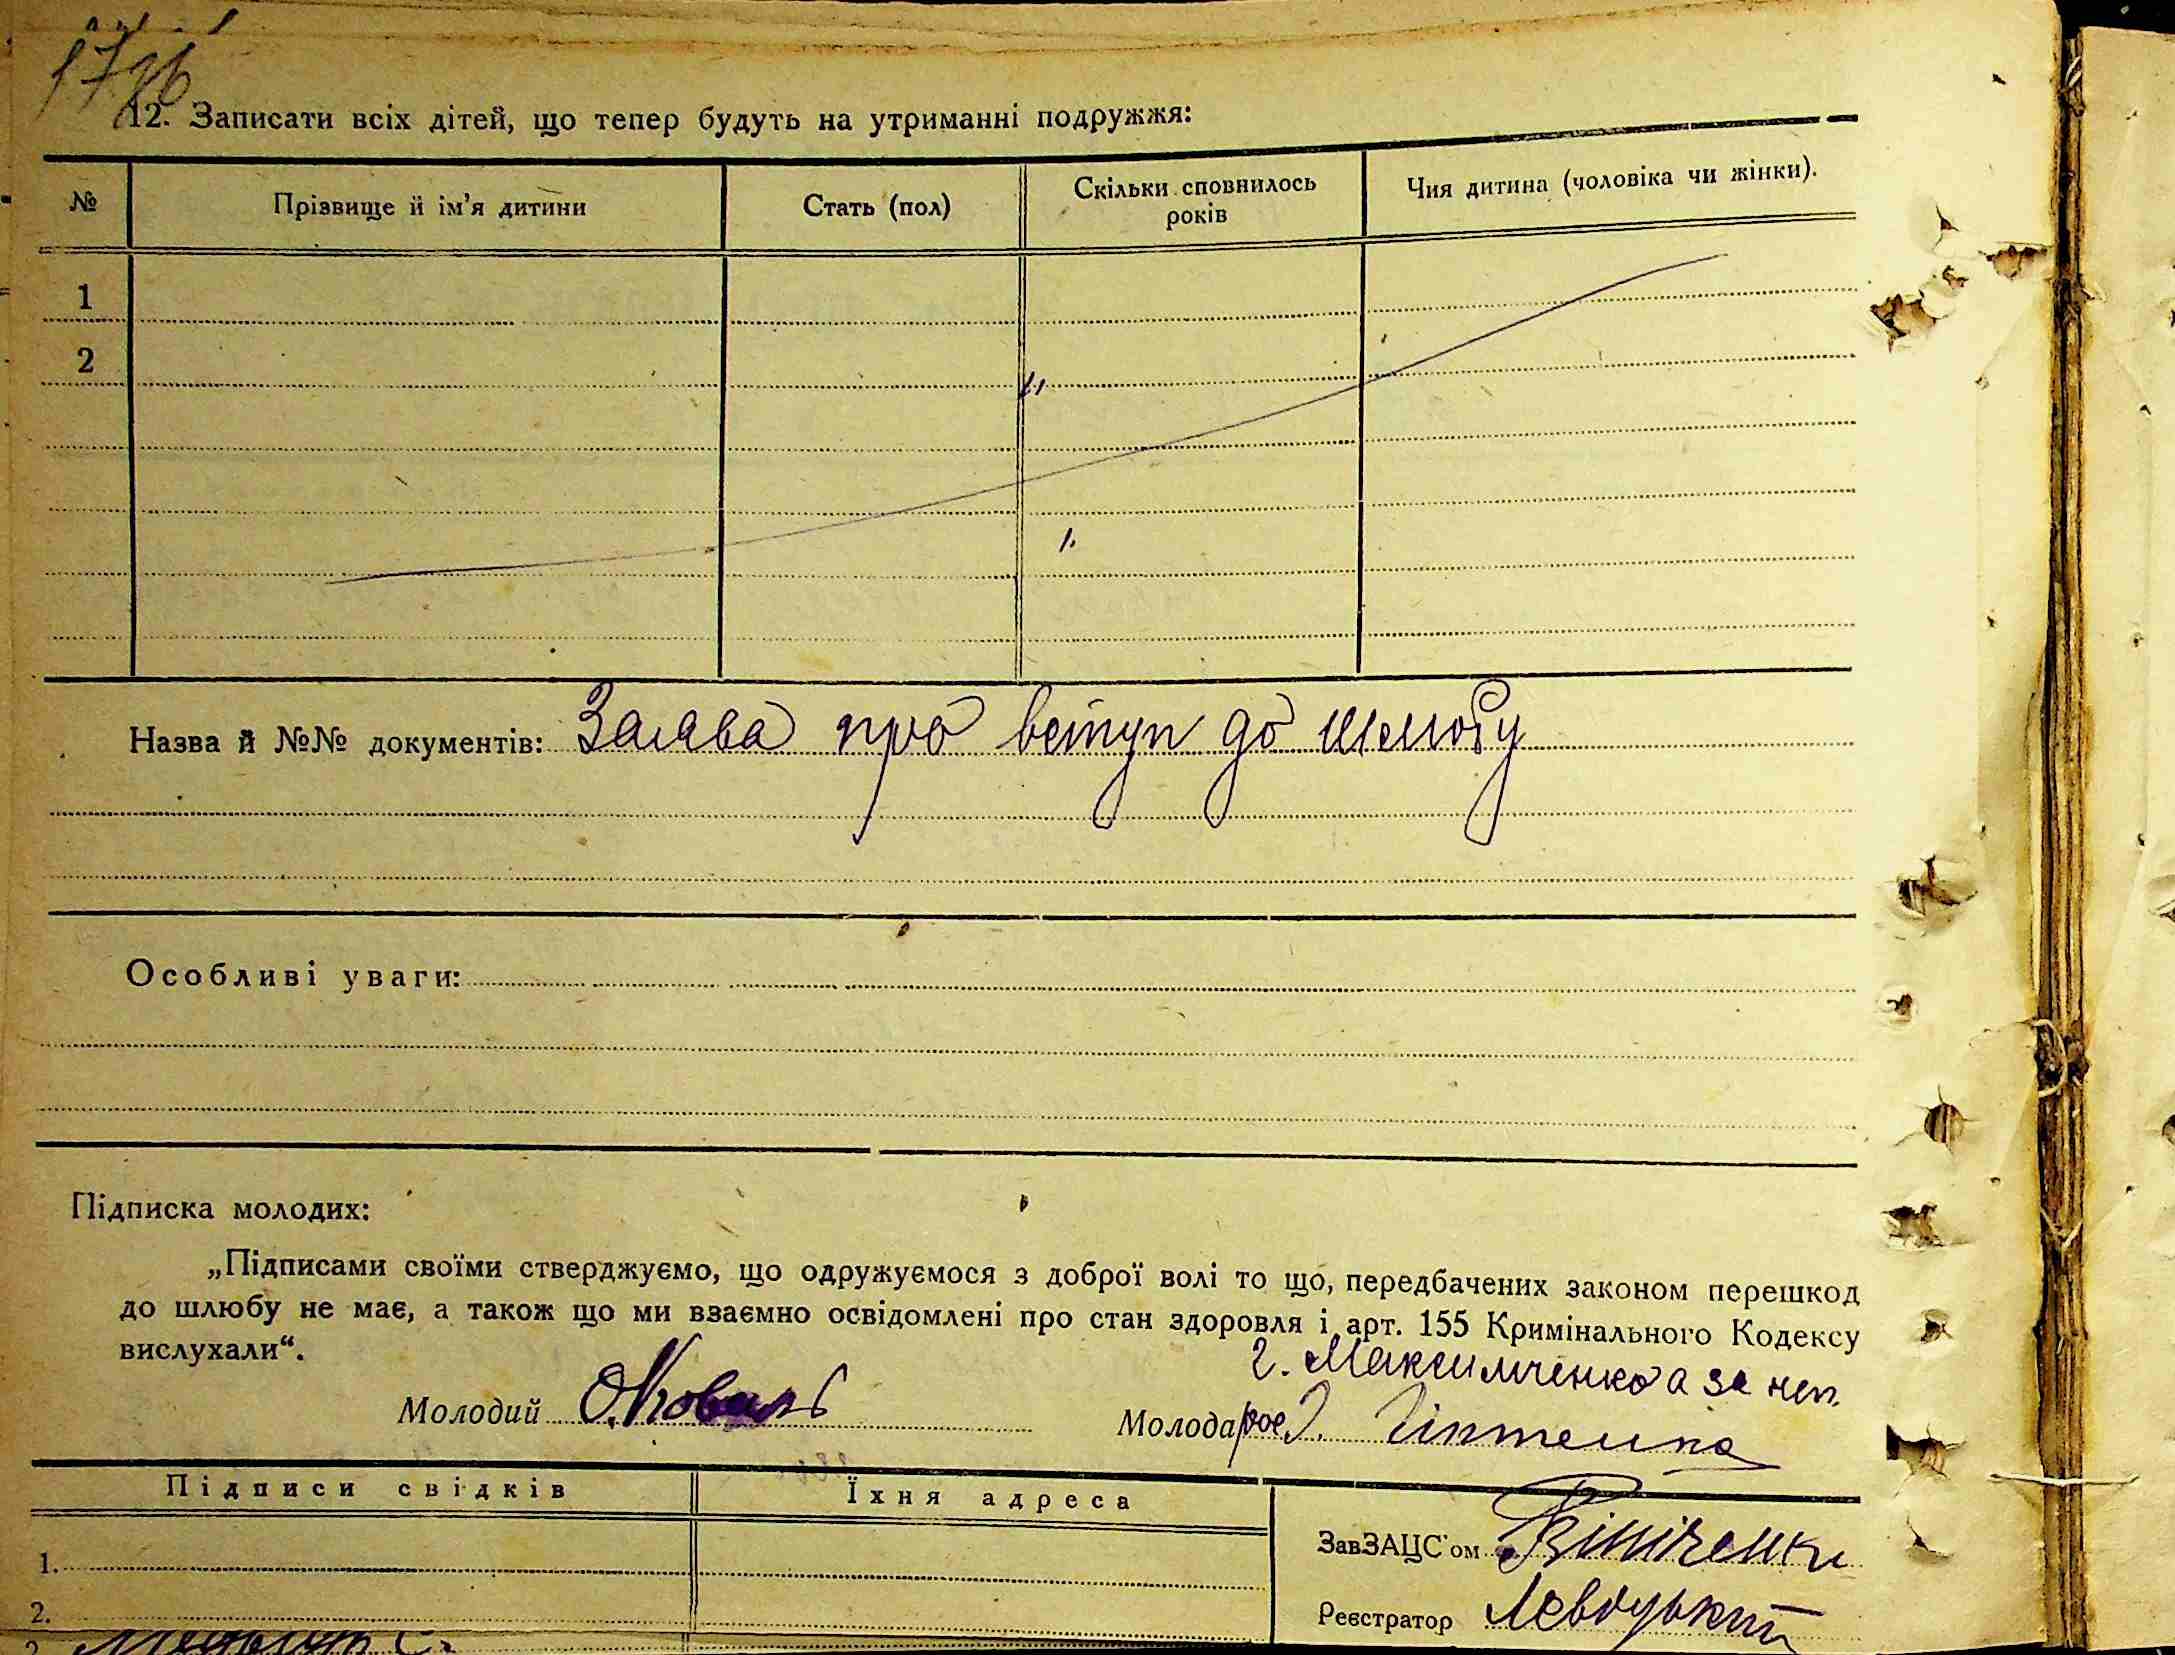 12. Записати всіх дітей, що тепер будуть на утриманні подружжя:
№ Прізвище й ім’я дитини Стать (пол) Скільки сповнилось років Чия дитина (чоловіка чи жінки).
1
2
Назва й №№ документів: Заява про вступ до шлюбу
Особливі уваги:
Підписка молодих:
„Підписами своїми стверджуємо, що одружуємося з доброї волі то що, передбачених законом перешкод
до шлюбу не має, а також що ми взаємно освідомлені про стан здоровля і арт. 155 Кримінального Кодексу
вислухали“.
г. Максимченко а за неп.
Молодий О.Коваль Молода
Підписи свідків Їхня адреса
ЗавЗАЦС'ом
1.
Реєстратор Левоцький
2.